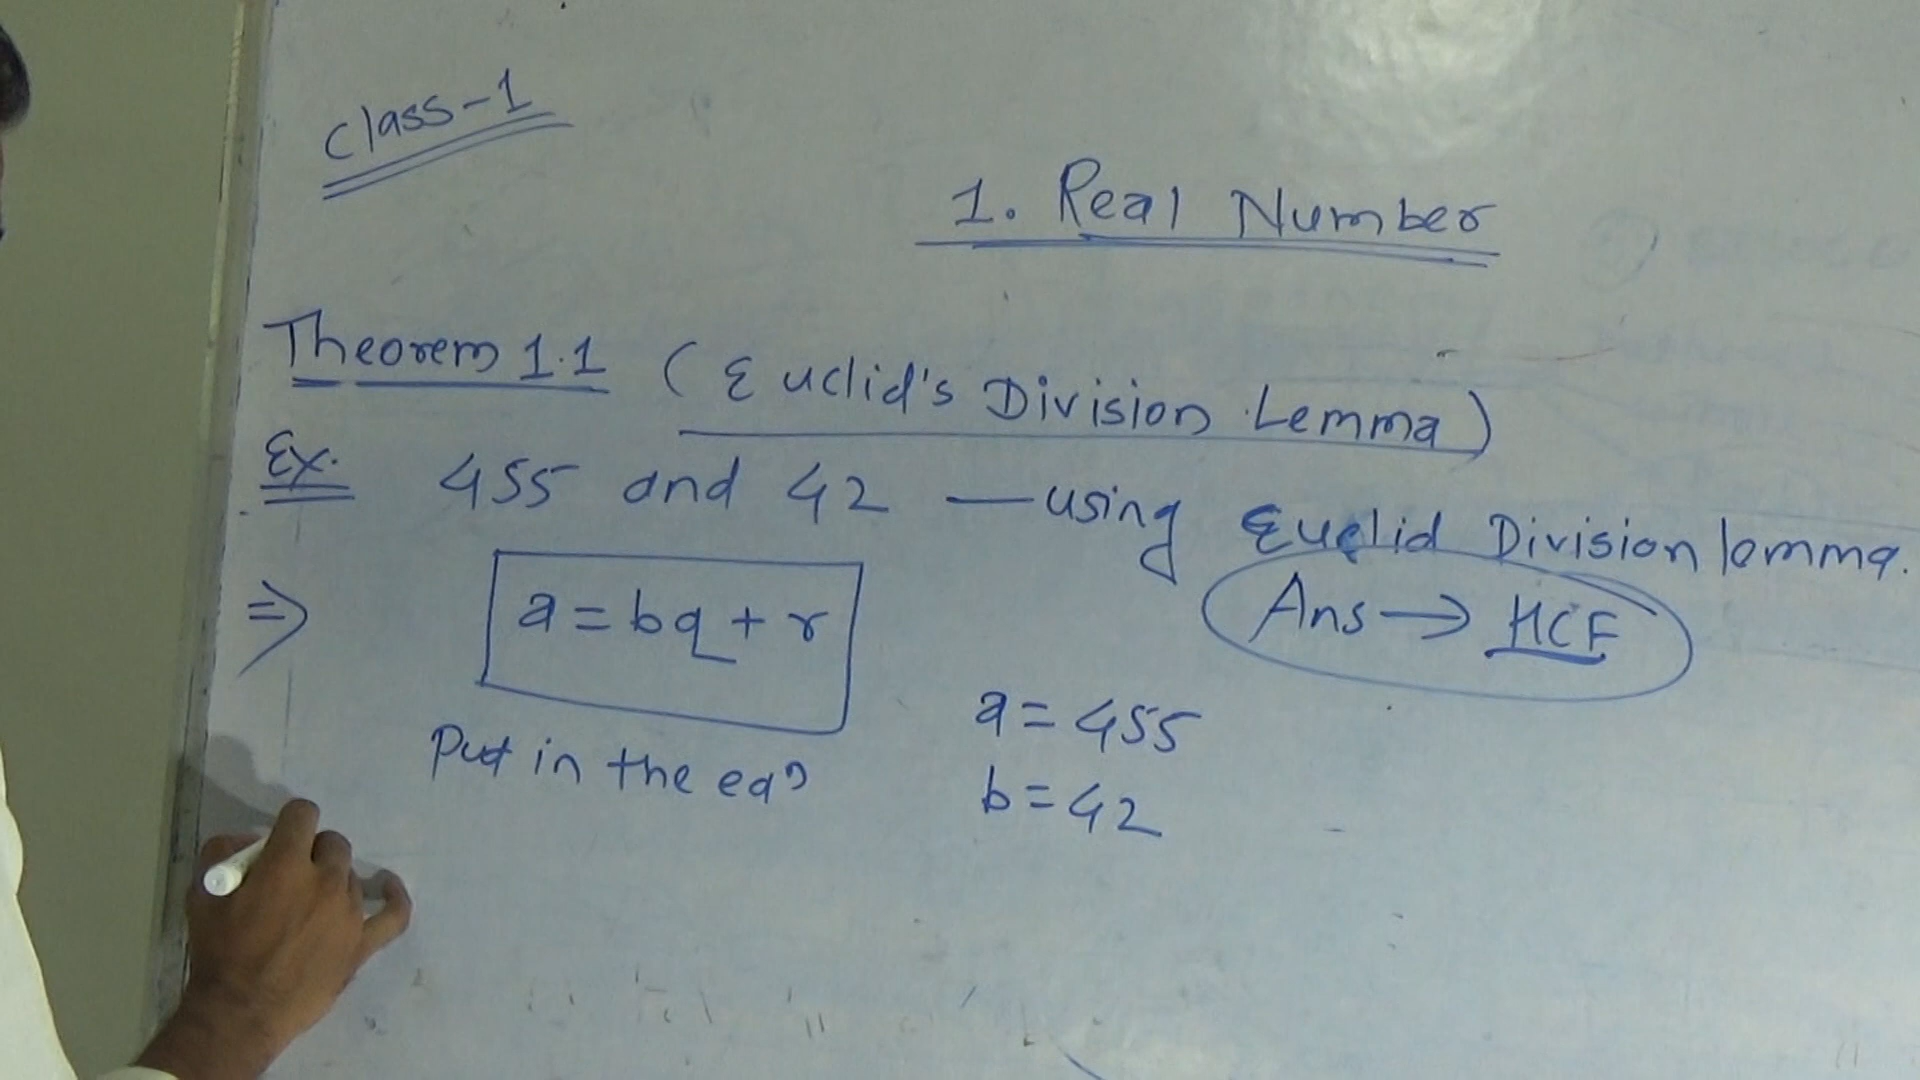 Class-1
1. Real Number
Theorem 1.1 (Euclid's Division Lemma)
Ex. 455 and 42 — using Euclid Division lemma.
⇒ a = bq + r
Ans → HCF
a = 455
Put in the eqn
b = 42